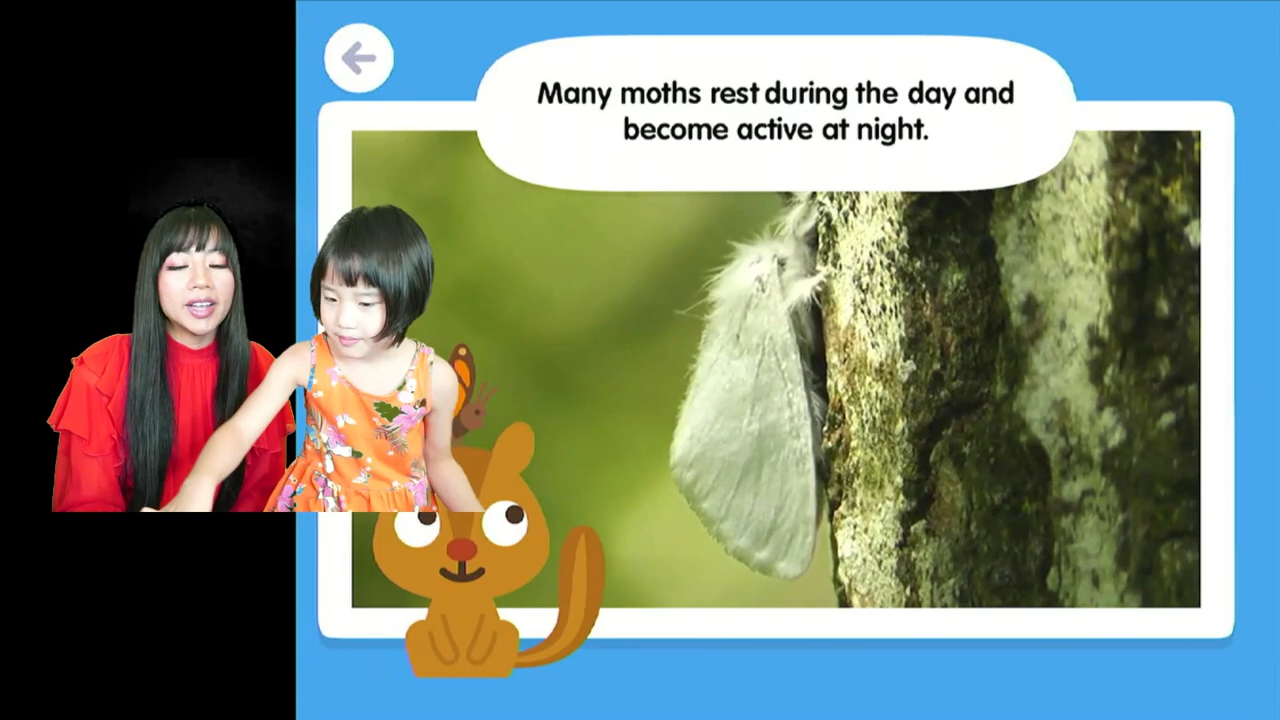 Many moths rest during the day and
become active at night.